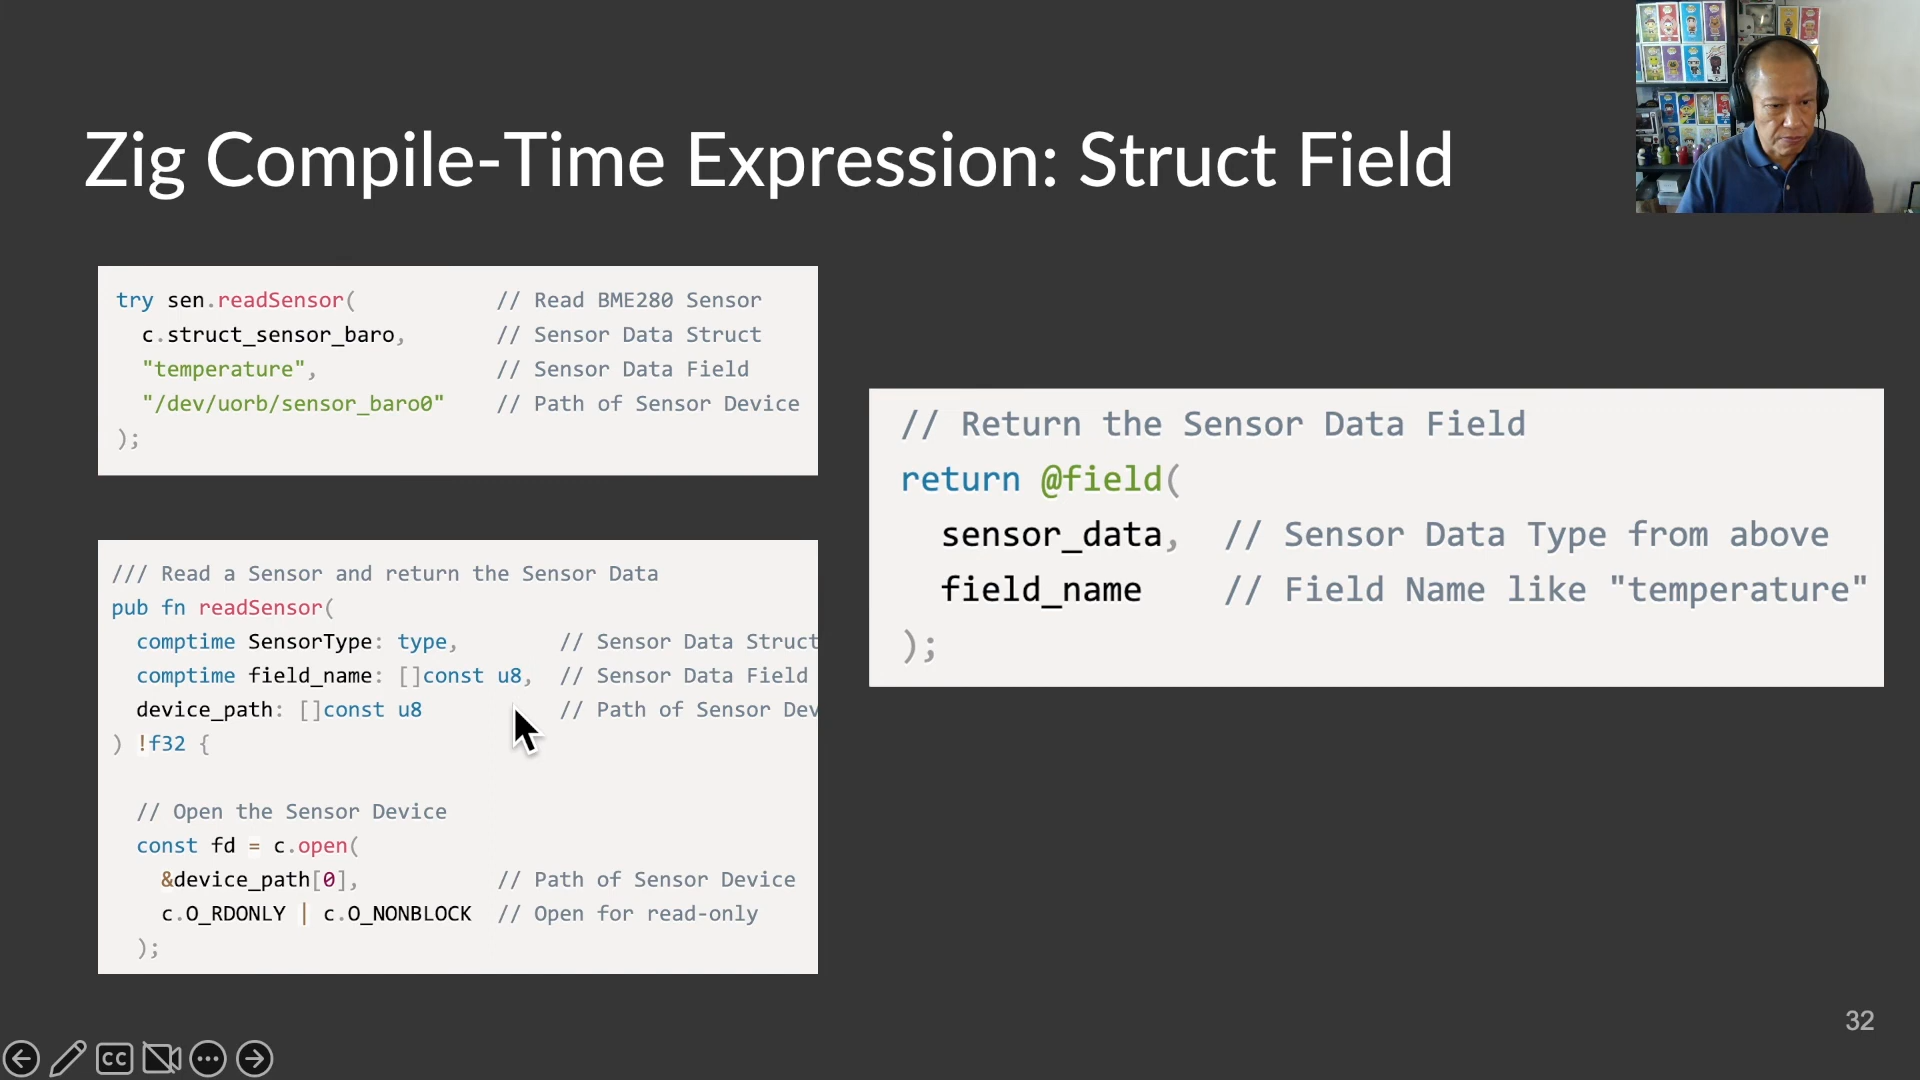 Zig Compile-Time Expression: Struct Field
try sen.readSensor( // Read BME280 Sensor
c.struct_sensor_baro, // Sensor Data Struct
"temperature", // Sensor Data Field
"/dev/uorb/sensor_baro0" // Path of Sensor Device
);
/// Read a Sensor and return the Sensor Data
pub fn readSensor(
comptime SensorType: type, // Sensor Data Struct
comptime field_name: []const u8, // Sensor Data Field
device_path: []const u8 // Path of Sensor Dev
) !f32 {
// Open the Sensor Device
const fd = c.open(
&device_path[0], // Path of Sensor Device
c.O_RDONLY | c.O_NONBLOCK // Open for read-only
);
// Return the Sensor Data Field
return @field(
sensor_data, // Sensor Data Type from above
field_name // Field Name like "temperature"
);
32
CC